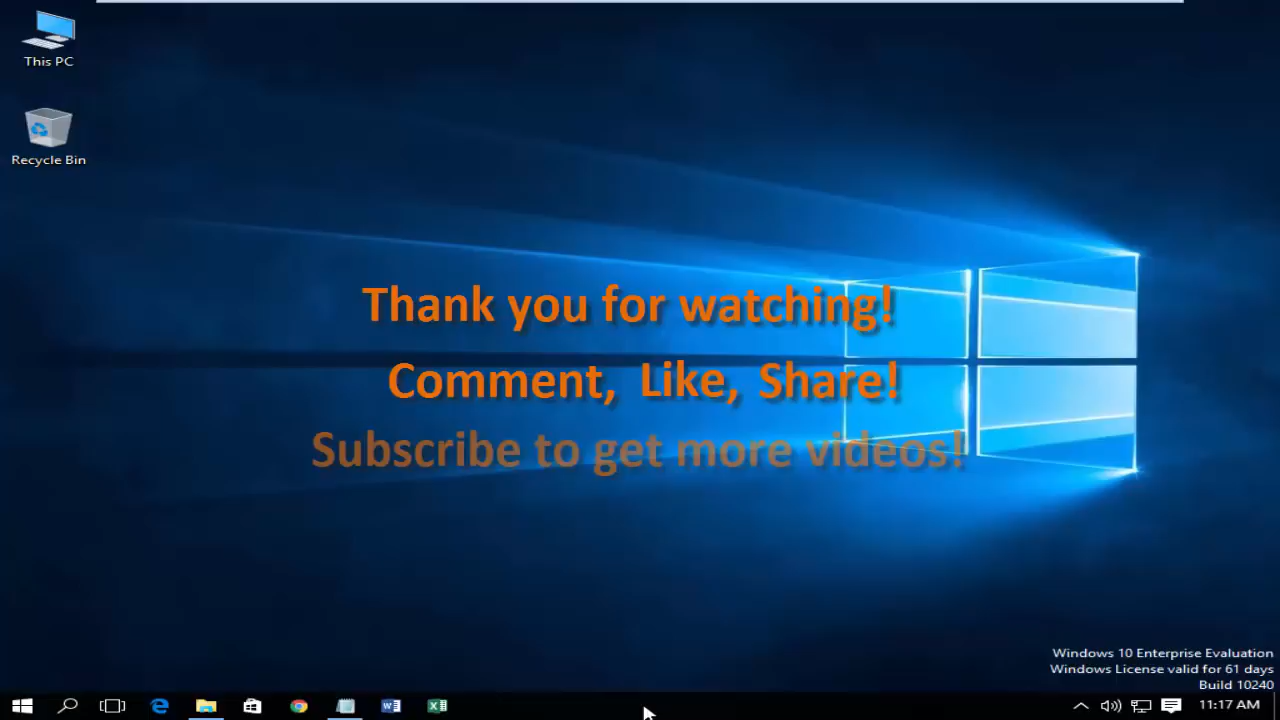 This PC
Recycle Bin
Thank you for watching!
Comment, Like, Share!
Subscribe to get more videos!
Windows 10 Enterprise Evaluation
Windows License valid for 61 days
Build 10240
11:17 AM